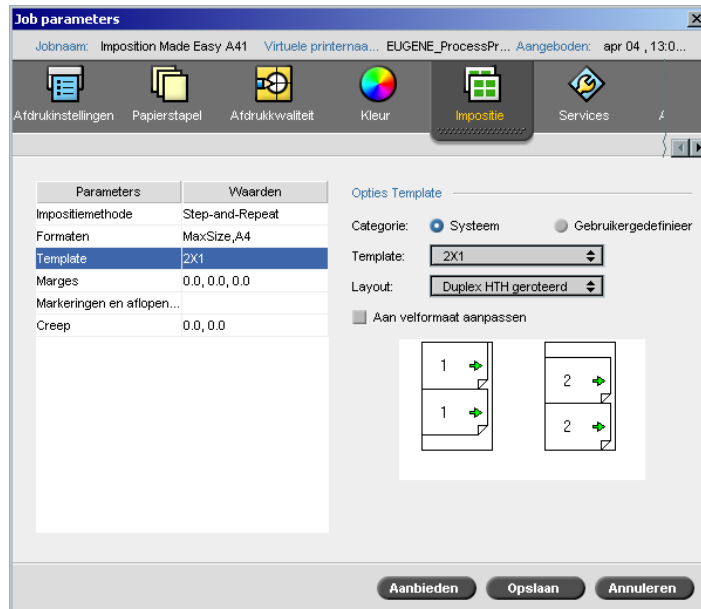 Job parameters
Jobnaam: Imposition Made Easy A41 Virtuele printernaa... EUGENE_ProcessPr... Aangeboden: apr 04 , 13:0...
Afdrukinstellingen Papierstapel Afdrukkwaliteit Kleur Impositie Services
Parameters Waarden
Impositiemethode Step-and-Repeat
Formaten MaxSize,A4
Template 2X1
Marges 0.0, 0.0, 0.0
Markeringen en aflopen...
Creep 0.0, 0.0
Opties Template
Categorie: Systeem Gebruikergedefinieer
Template: 2X1
Layout: Duplex HTH geroteerd
Aan velformaat aanpassen
1 2
1 2
Aanbieden Opslaan Annuleren